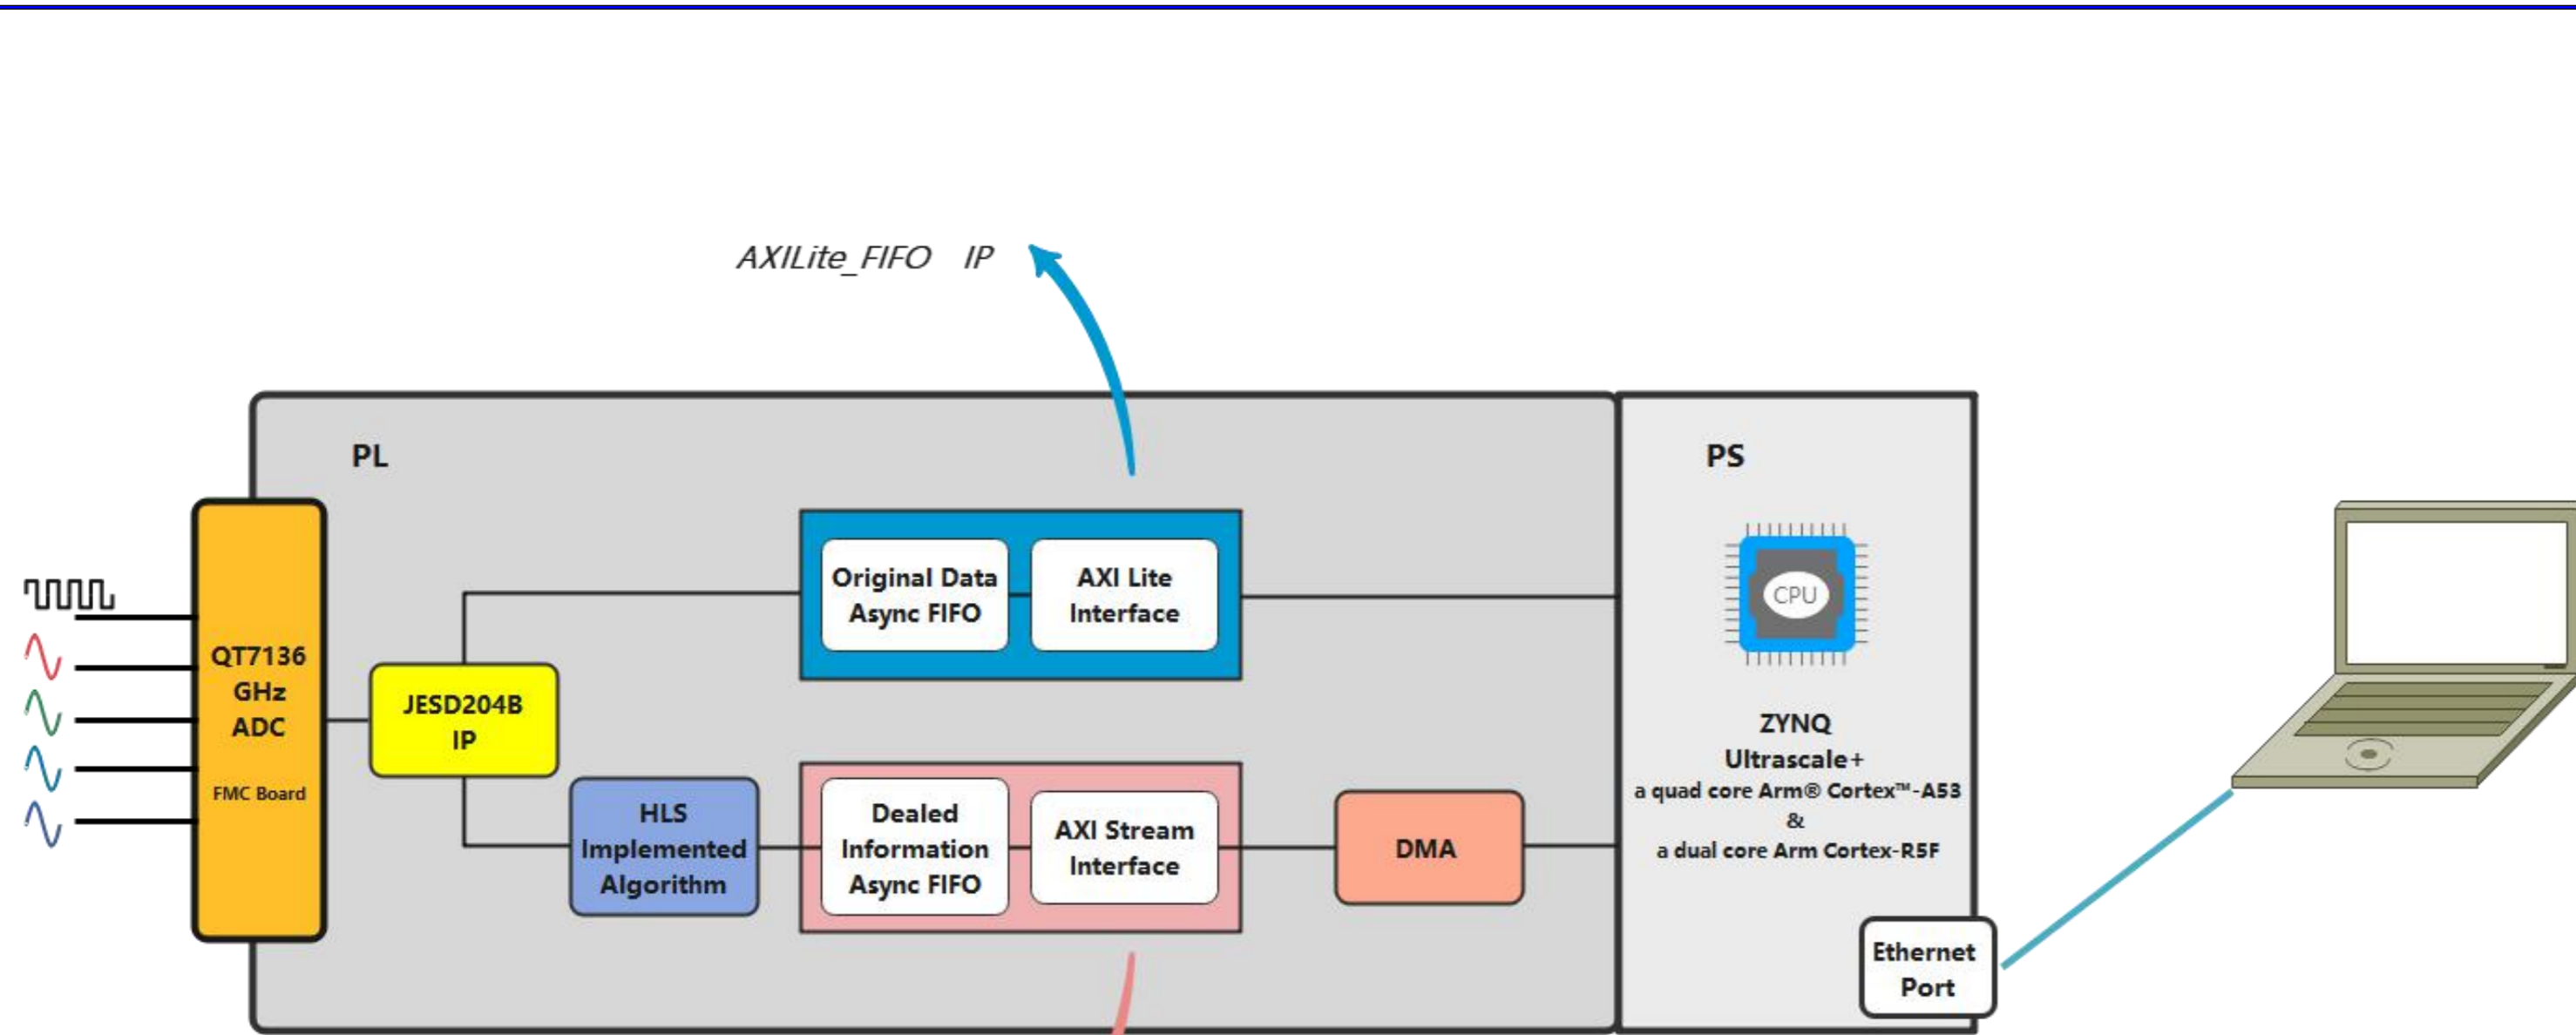 AXILite_FIFO IP
PL
PS
QT7136
GHz
ADC
FMC Board
JESD204B
IP
Original Data
Async FIFO
AXI Lite
Interface
HLS
Implemented
Algorithm
Dealed
Information
Async FIFO
AXI Stream
Interface
DMA
CPU
ZYNQ
Ultrascale+
a quad core Arm® Cortex™-A53
&
a dual core Arm Cortex-R5F
Ethernet
Port